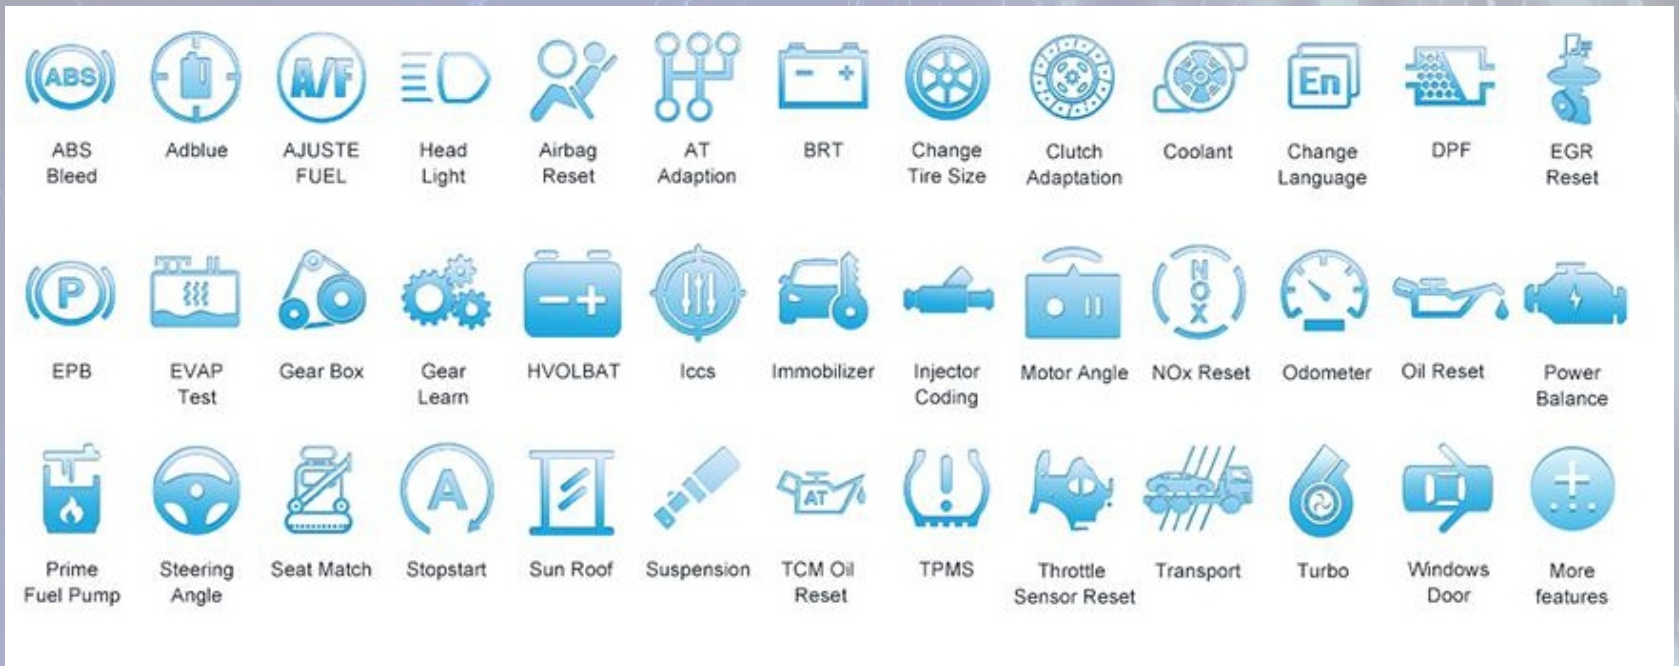 ABS
A/F
En
ABS
Bleed
Adblue
AJUSTE
FUEL
Head
Light
Airbag
Reset
AT
Adaption
BRT
Change
Tire Size
Clutch
Adaptation
Coolant
Change
Language
DPF
EGR
Reset
P
NOX
EPB
EVAP
Test
Gear Box
Gear
Learn
HVOLBAT
Iccs
Immobilizer
Injector
Coding
Motor Angle
NOx Reset
Odometer
Oil Reset
Power
Balance
A
AT
Prime
Fuel Pump
Steering
Angle
Seat Match
Stopstart
Sun Roof
Suspension
TCM Oil
Reset
TPMS
Throttle
Sensor Reset
Transport
Turbo
Windows
Door
More
features